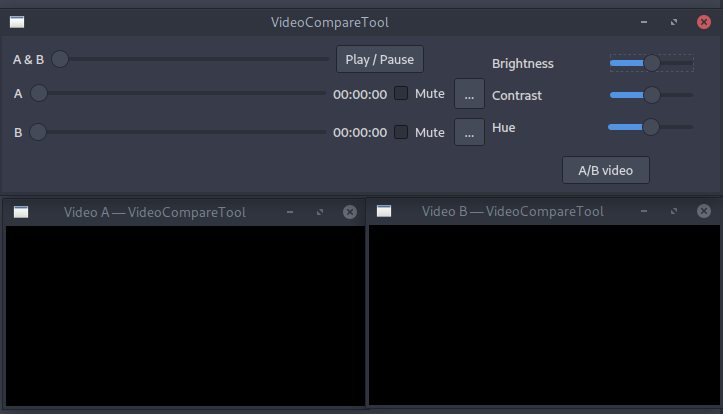 VideoCompareTool
A & B Play / Pause Brightness
A 00:00:00 Mute ... Contrast
B 00:00:00 Mute ... Hue
A/B video
Video A — VideoCompareTool
Video B — VideoCompareTool